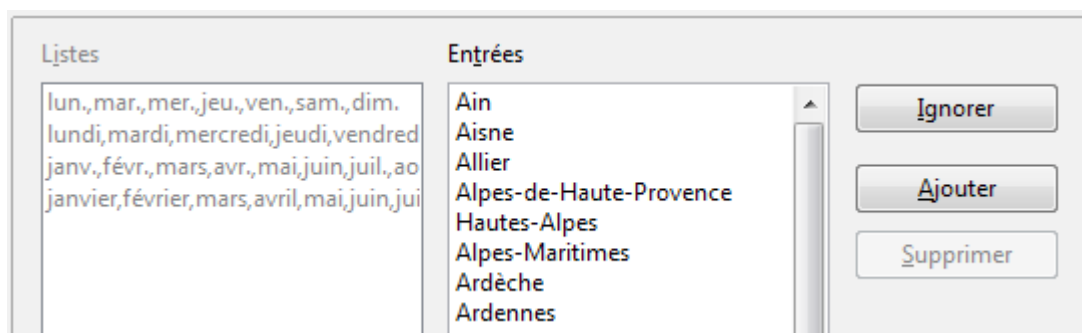 Listes
lun.,mar.,mer.,jeu.,ven.,sam.,dim.
lundi,mardi,mercredi,jeudi,vendred
janv.,févr.,mars,avr.,mai,juin,juil.,ao
janvier,février,mars,avril,mai,juin,jui
Entrées
Ain
Aisne
Allier
Alpes-de-Haute-Provence
Hautes-Alpes
Alpes-Maritimes
Ardèche
Ardennes
Ignorer
Ajouter
Supprimer